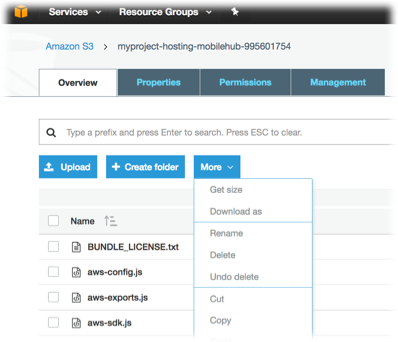 Services Resource Groups
Amazon S3 > myproject-hosting-mobilehub-995601754
Overview Properties Permissions Management
Type a prefix and press Enter to search. Press ESC to clear.
Upload + Create folder More
Get size
Download as
Name
Rename
BUNDLE_LICENSE.txt
Delete
aws-config.js
Undo delete
aws-exports.js
Cut
aws-sdk.js
Copy